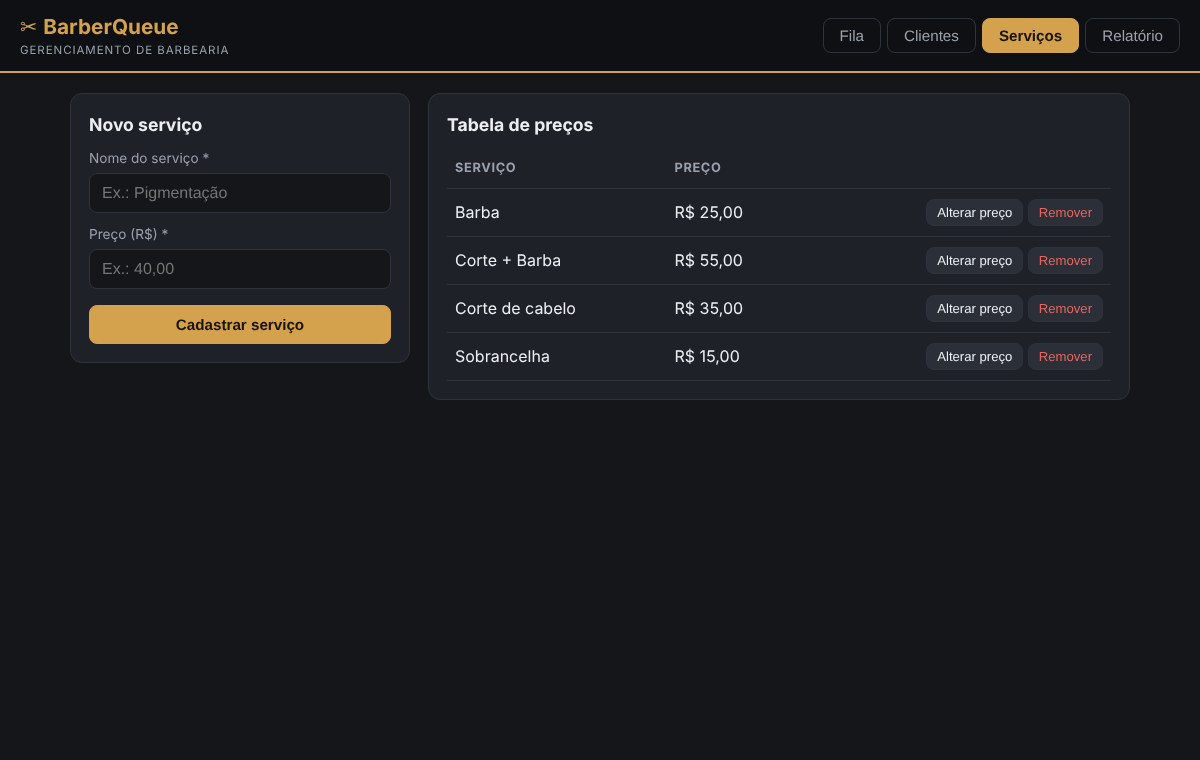 ✂ BarberQueue
GERENCIAMENTO DE BARBEARIA
Fila Clientes Serviços Relatório
Novo serviço
Nome do serviço *
Ex.: Pigmentação
Preço (R$) *
Ex.: 40,00
Cadastrar serviço
Tabela de preços
SERVIÇO PREÇO
Barba R$ 25,00 Alterar preço Remover
Corte + Barba R$ 55,00 Alterar preço Remover
Corte de cabelo R$ 35,00 Alterar preço Remover
Sobrancelha R$ 15,00 Alterar preço Remover